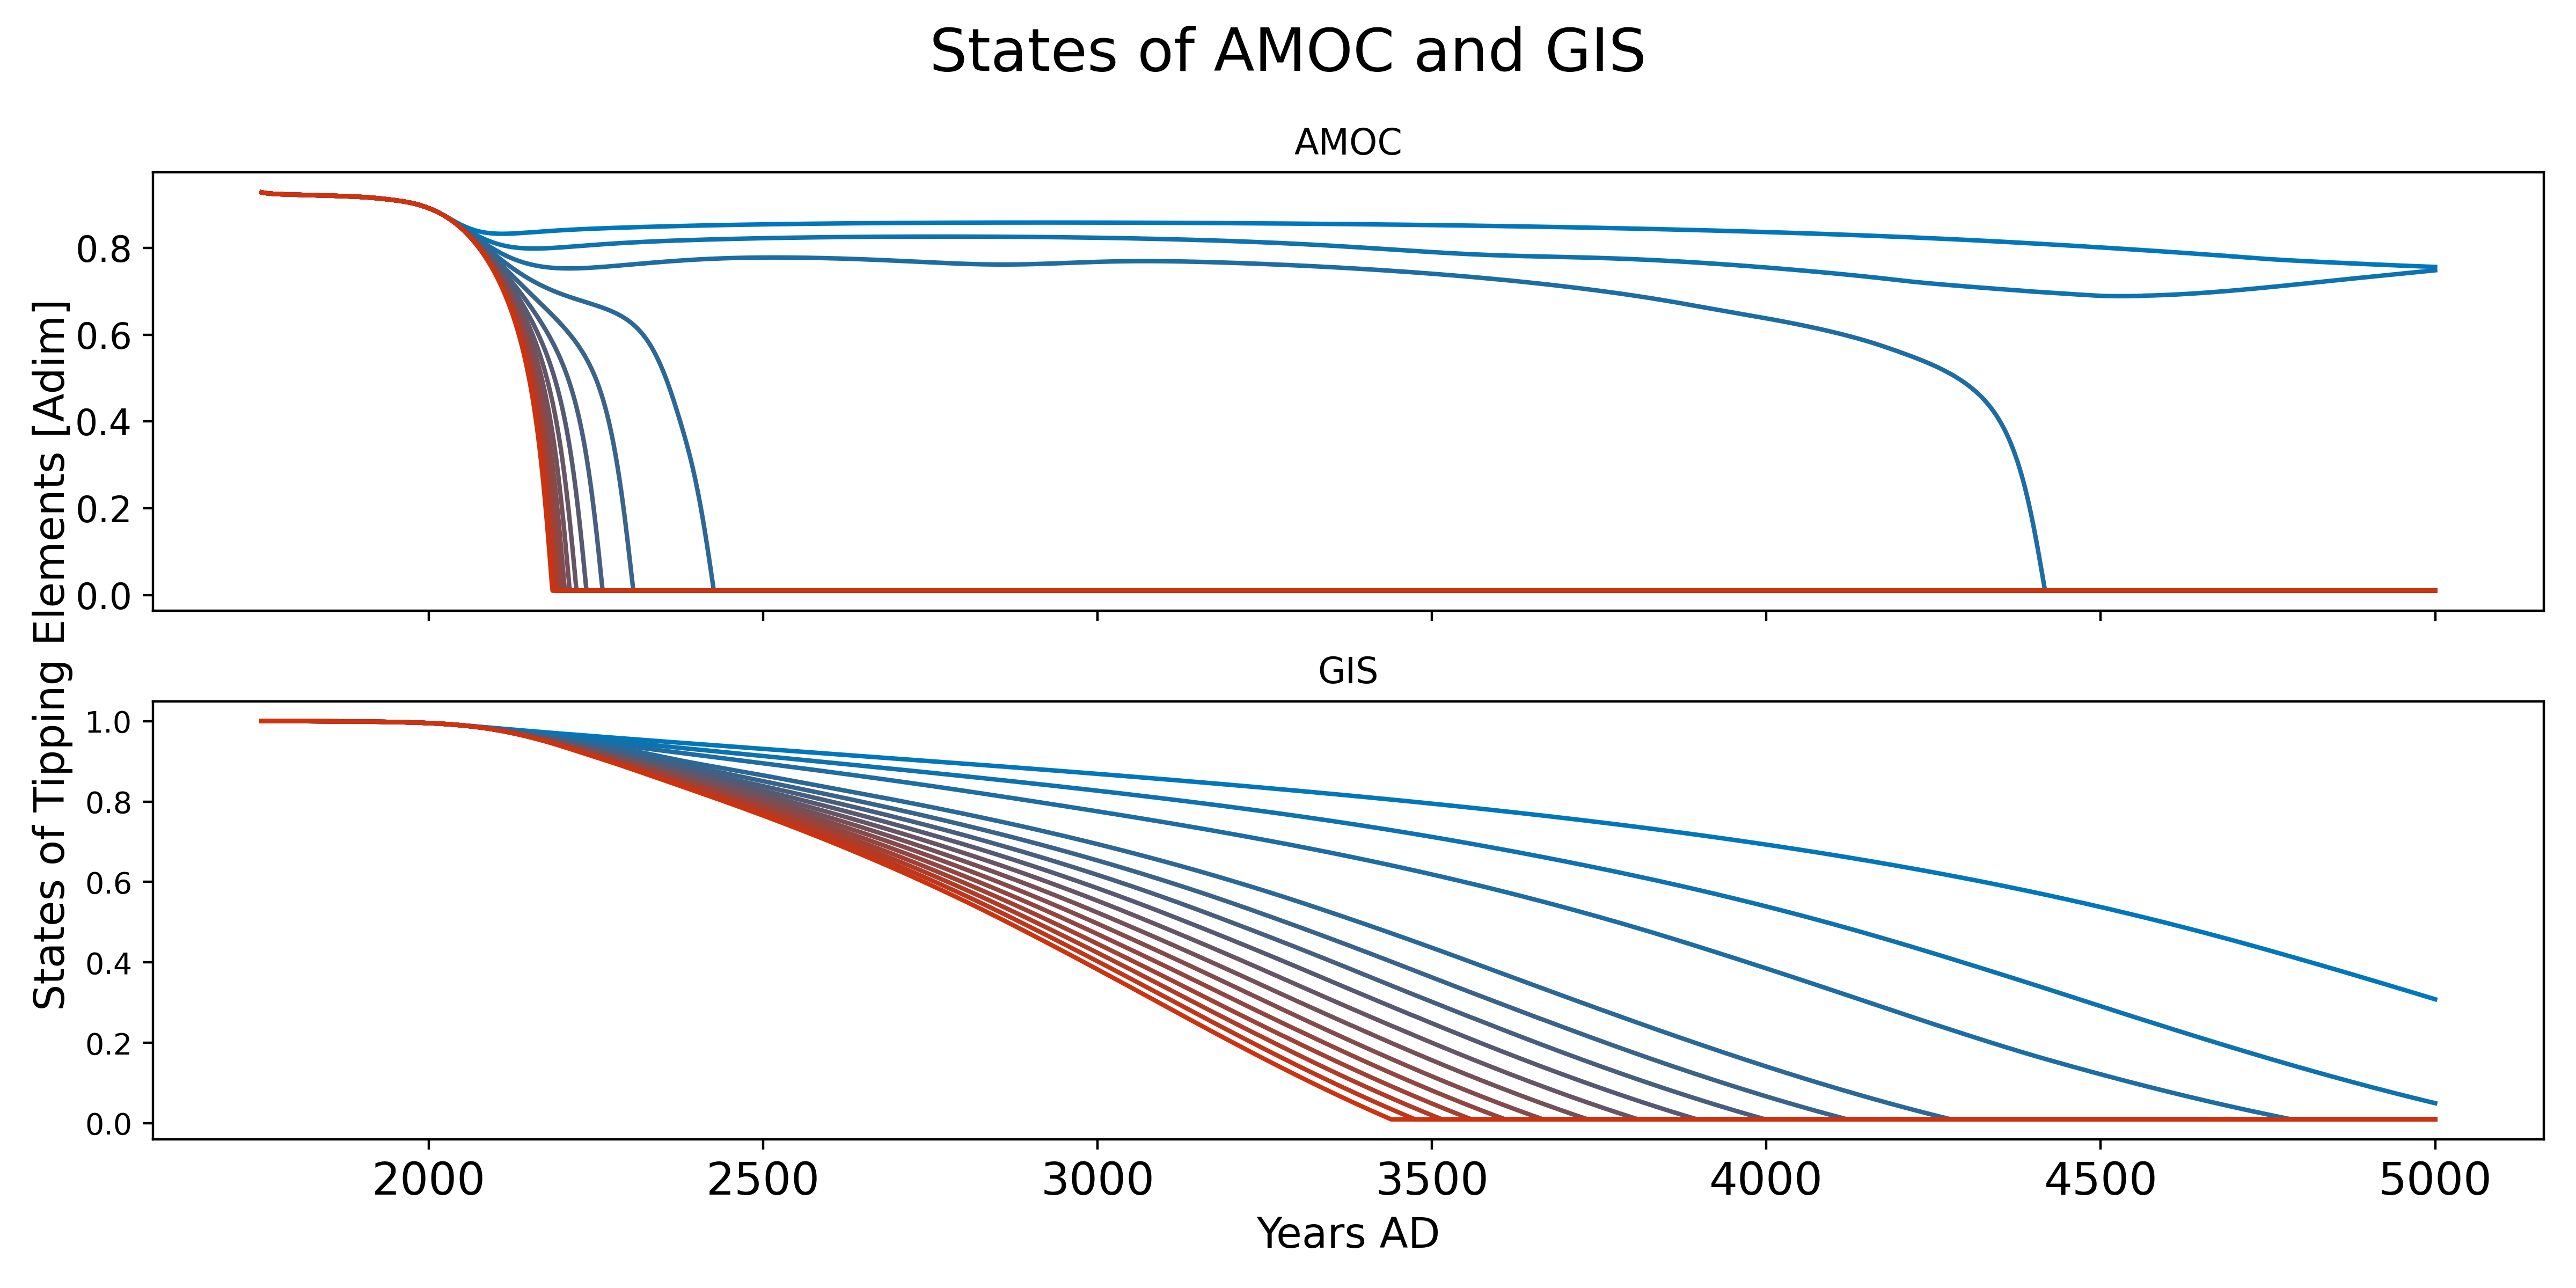 States of AMOC and GIS
AMOC
0.8
0.6
0.4
0.2
0.0
States of Tipping Elements [Adim]
GIS
1.0
0.8
0.6
0.4
0.2
0.0
2000 2500 3000 3500 4000 4500 5000
Years AD